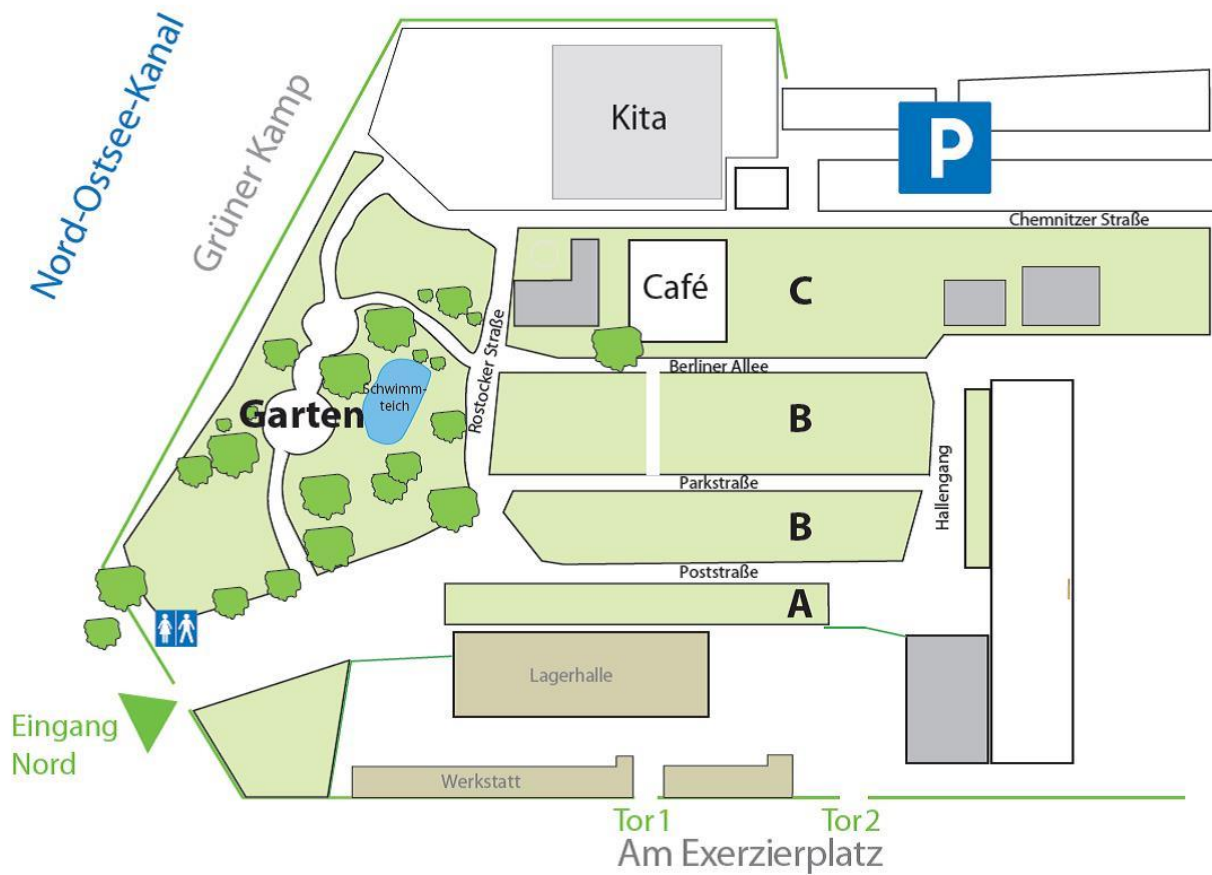 Nord-Ostsee-Kanal
Grüner Kamp
Kita
P
Chemnitzer Straße
Café
C
Rostocker Straße
Berliner Allee
Schwimm-
teich
Garten
B
Parkstraße
Hallengang
B
Poststraße
A
Lagerhalle
Eingang
Nord
Werkstatt
Tor 1
Tor 2
Am Exerzierplatz